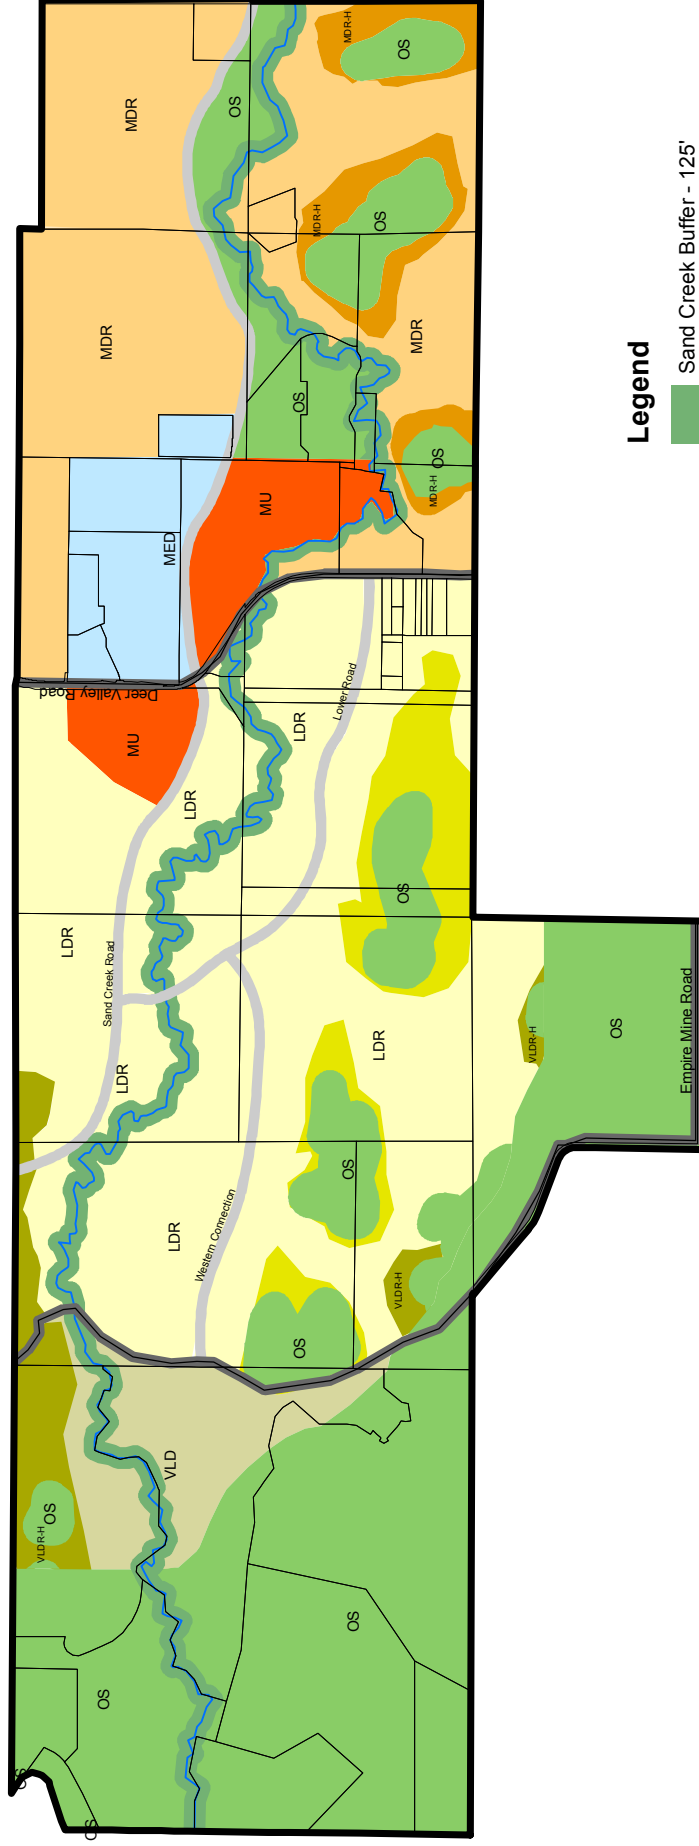 MDR-H
OS
MDR
OS
OS
MDR-H
MDR
MDR
OS
OS
MDR-H
MU
MED
Deer Valley Road
Lower Road
LDR
MU
LDR
OS
LDR
Sand Creek Road
LDR
LDR
VLDR-H
OS
Empire Mine Road
OS
LDR
Western Connection
VLDR-H
OS
VLD
OS
VLDR-H
OS
OS
OS
OS
Legend
Sand Creek Buffer - 125'